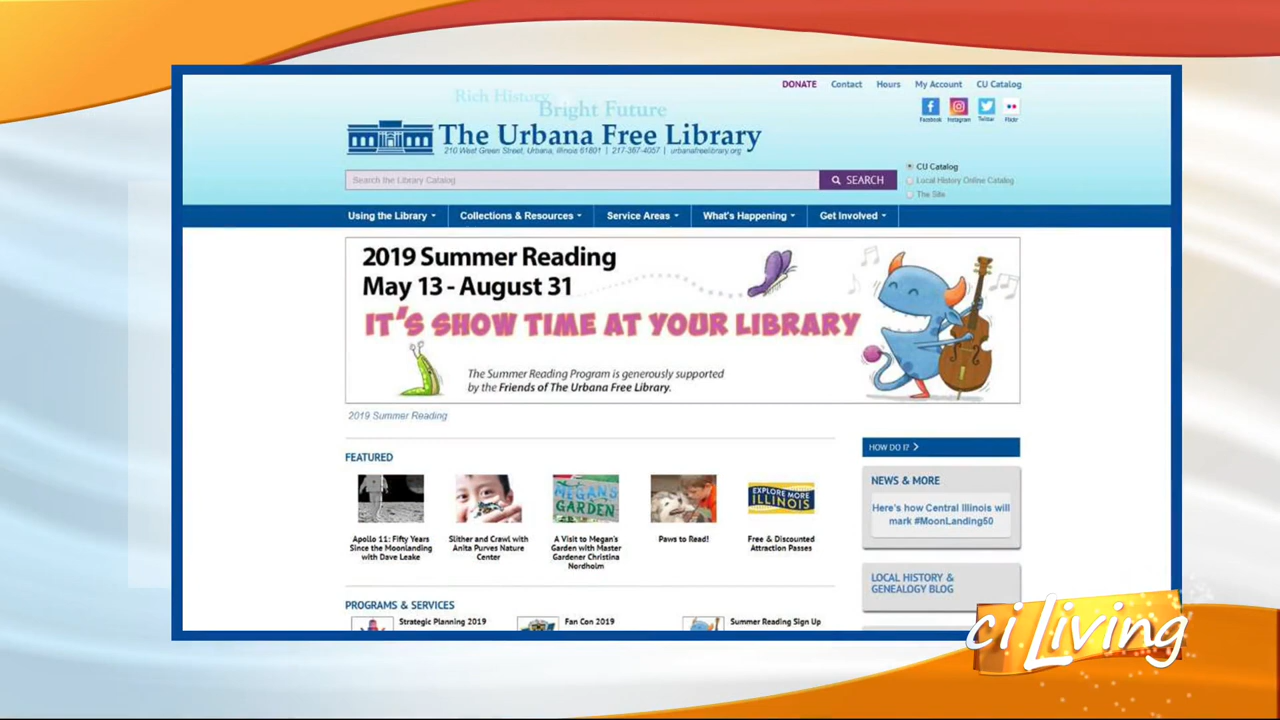 DONATE Contact Hours My Account CU Catalog
Rich History
Bright Future
Facebook Instagram Twitter Flickr
The Urbana Free Library
210 West Green Street, Urbana, Illinois 61801 | 217-367-4057 | urbanafreelibrary.org
CU Catalog
Search the Library Catalog
SEARCH
Local History Online Catalog
The Site
Using the Library
Collections & Resources
Service Areas
What's Happening
Get Involved
2019 Summer Reading
May 13 - August 31
IT'S SHOW TIME AT YOUR LIBRARY
The Summer Reading Program is generously supported
by the Friends of The Urbana Free Library.
2019 Summer Reading
HOW DO I?
FEATURED
MEGAN'S
GARDEN
EXPLORE MORE
ILLINOIS
Apollo 11: Fifty Years
Since the Moonlanding
with Dave Leake
Slither and Crawl with
Anita Purves Nature
Center
A Visit to Megan's
Garden with Master
Gardener Christina
Nordholm
Paws to Read!
Free & Discounted
Attraction Passes
NEWS & MORE
Here's how Central Illinois will
mark #MoonLanding50
LOCAL HISTORY &
GENEALOGY BLOG
PROGRAMS & SERVICES
Strategic Planning 2019
Fan Con 2019
Summer Reading Sign Up
ci Living